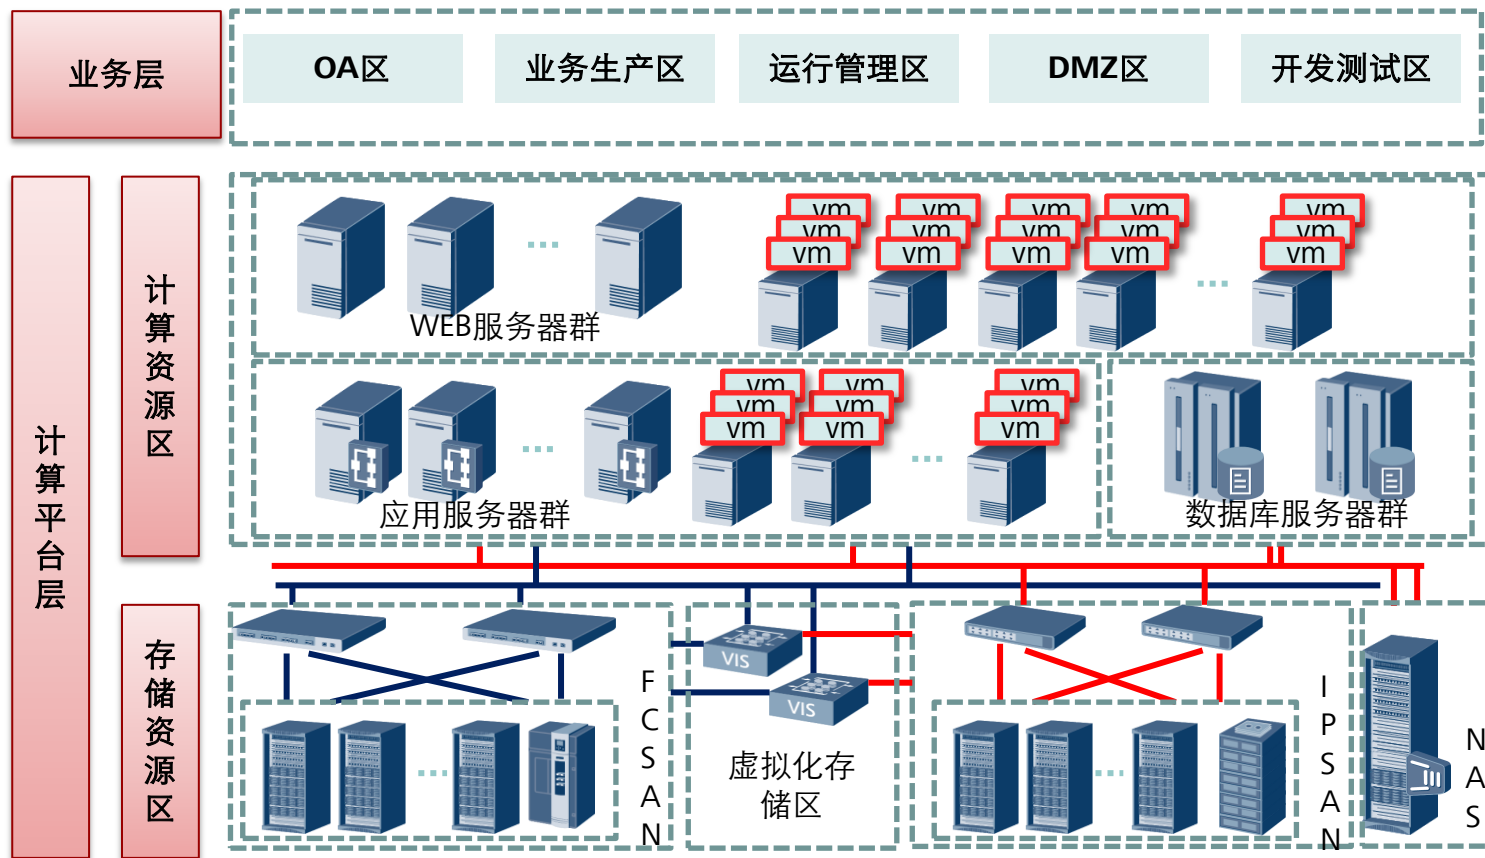 业务层
OA区
业务生产区
运行管理区
DMZ区
开发测试区
计算平台层
计算资源区
vm vm vm vm vm
vm vm vm vm vm
vm vm vm vm vm
WEB服务器群
vm vm vm
vm vm vm
vm vm vm
应用服务器群
数据库服务器群
存储资源区
FCSAN
VIS
VIS
虚拟化存
储区
IPSAN
NAS